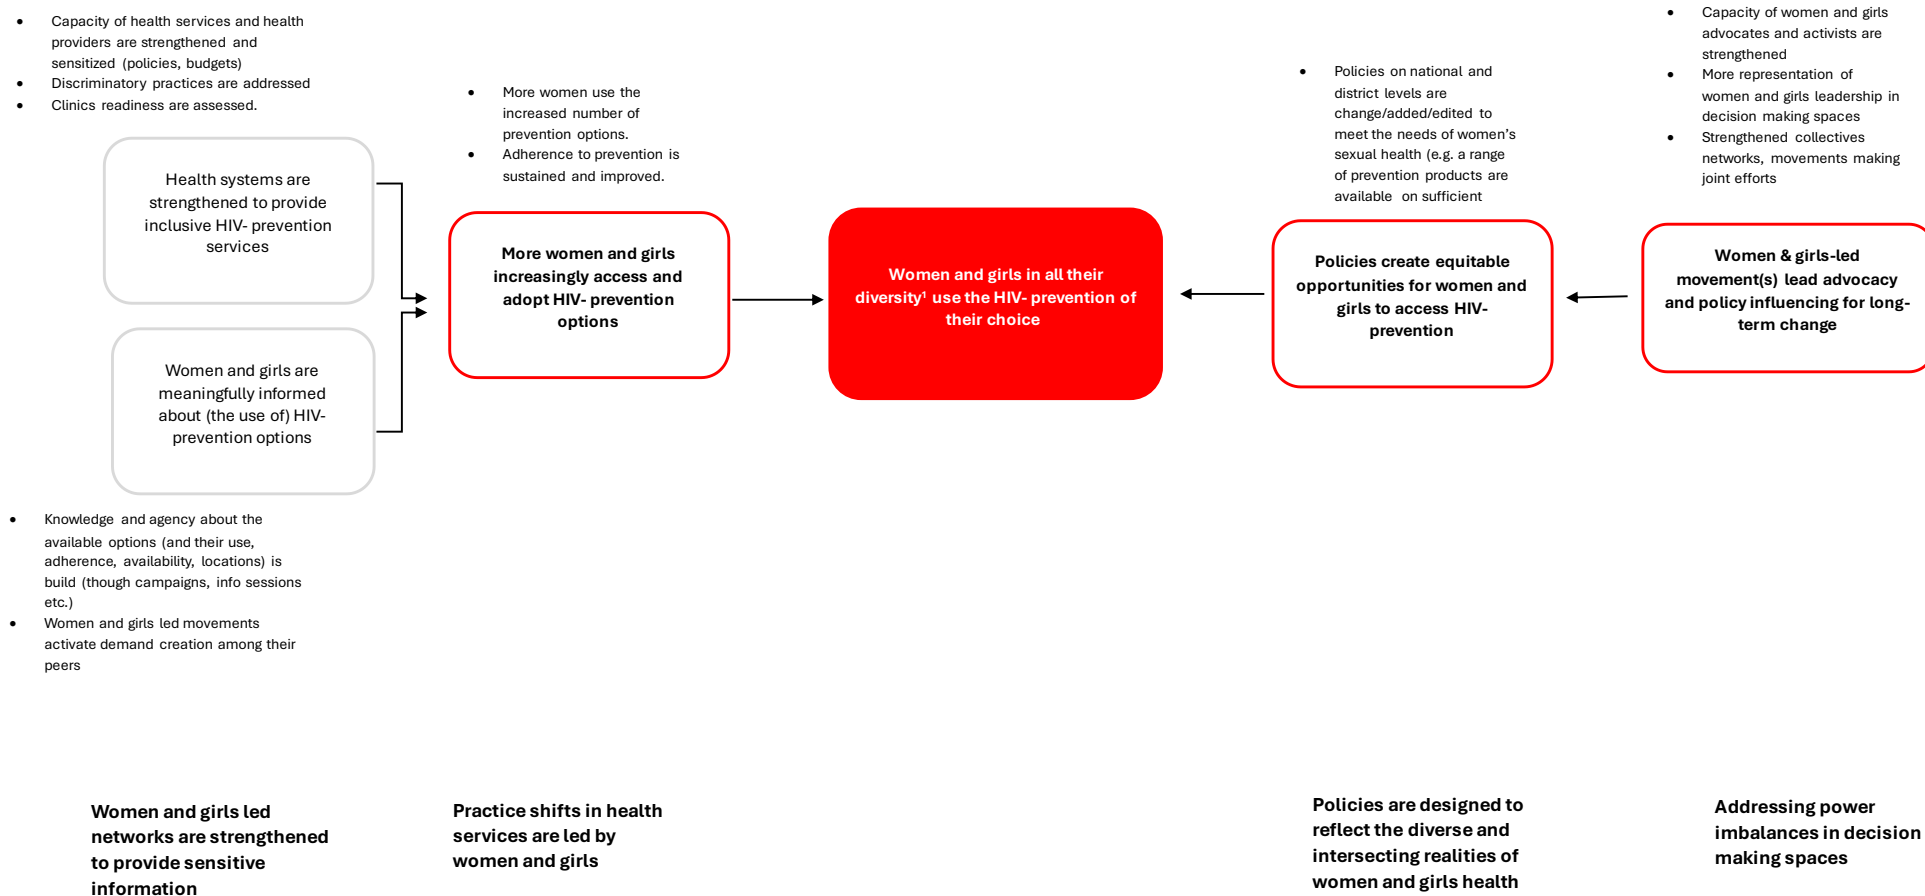 • Capacity of health services and health
providers are strengthened and
sensitized (policies, budgets)
• Discriminatory practices are addressed
• Clinics readiness are assessed.
Health systems are
strengthened to provide
inclusive HIV- prevention
services
Women and girls are
meaningfully informed
about (the use of) HIV-
prevention options
• Knowledge and agency about the
available options (and their use,
adherence, availability, locations) is
build (though campaigns, info sessions
etc.)
• Women and girls led movements
activate demand creation among their
peers
• More women use the
increased number of
prevention options.
• Adherence to prevention is
sustained and improved.
More women and girls
increasingly access and
adopt HIV- prevention
options
Women and girls in all their
diversity¹ use the HIV- prevention of
their choice
• Policies on national and
district levels are
change/added/edited to
meet the needs of women’s
sexual health (e.g. a range
of prevention products are
available on sufficient
Policies create equitable
opportunities for women and
girls to access HIV-
prevention
• Capacity of women and girls
advocates and activists are
strengthened
• More representation of
women and girls leadership in
decision making spaces
• Strengthened collectives
networks, movements making
joint efforts
Women & girls-led
movement(s) lead advocacy
and policy influencing for long-
term change
Women and girls led
networks are strengthened
to provide sensitive
information
Practice shifts in health
services are led by
women and girls
Policies are designed to
reflect the diverse and
intersecting realities of
women and girls health
Addressing power
imbalances in decision
making spaces